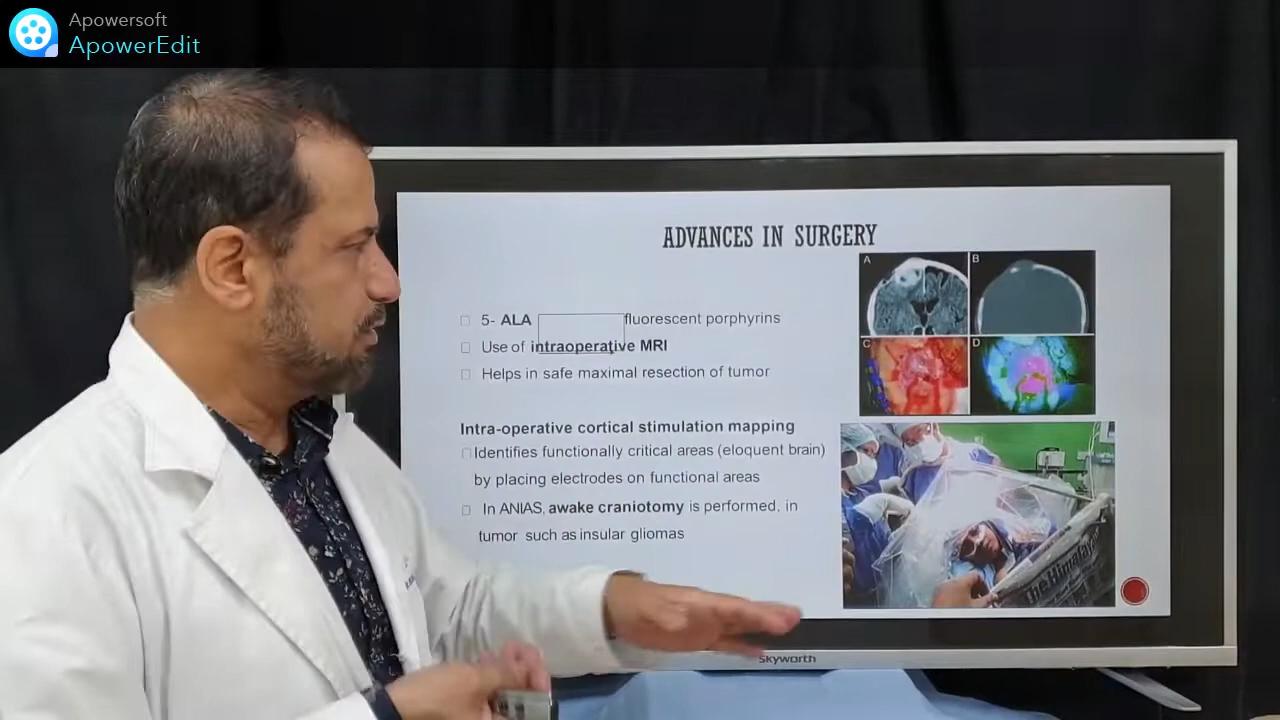 Apowersoft
ApowerEdit
ADVANCES IN SURGERY
5- ALA fluorescent porphyrins
Use of intraoperative MRI
Helps in safe maximal resection of tumor
Intra-operative cortical stimulation mapping
Identifies functionally critical areas (eloquent brain)
by placing electrodes on functional areas
In ANIAS, awake craniotomy is performed, in
tumor such as insular gliomas
A
B
C
D
The Himalayan
Skyworth